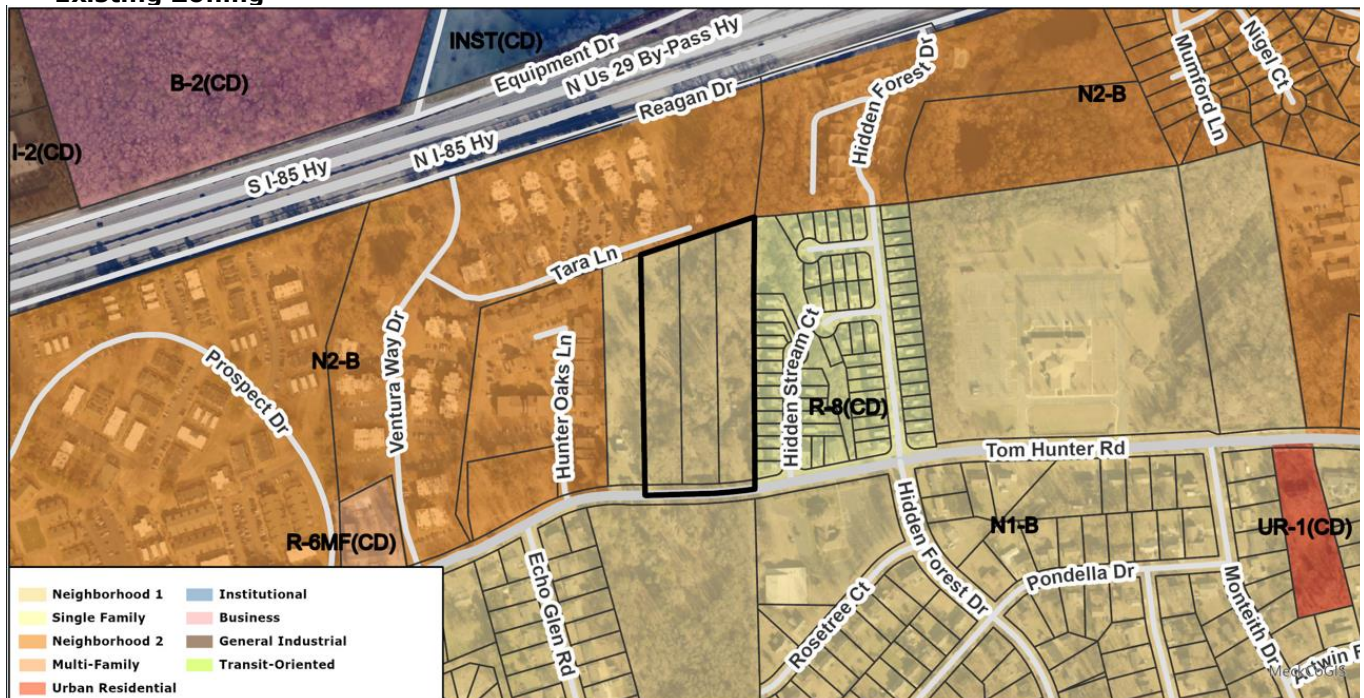 Existing Zoning
INST(CD)
Equipment Dr
N Us 29 By-Pass Hy
B-2(CD)
Reagan Dr
Hidden Forest Dr
Mumford Ln
Nigel Ct
N2-B
I-2(CD)
S I-85 Hy
N I-85 Hy
Tara Ln
Ventura Way Dr
Prospect Dr
N2-B
Hunter Oaks Ln
Hidden Stream Ct
R-8(CD)
Tom Hunter Rd
R-6MF(CD)
Echo Glen Rd
Hidden Forest Dr
N1-B
UR-1(CD)
Rosetree Ct
Pondella Dr
Monteith Dr
MeckCoGIS
Neighborhood 1
Single Family
Neighborhood 2
Multi-Family
Urban Residential
Institutional
Business
General Industrial
Transit-Oriented